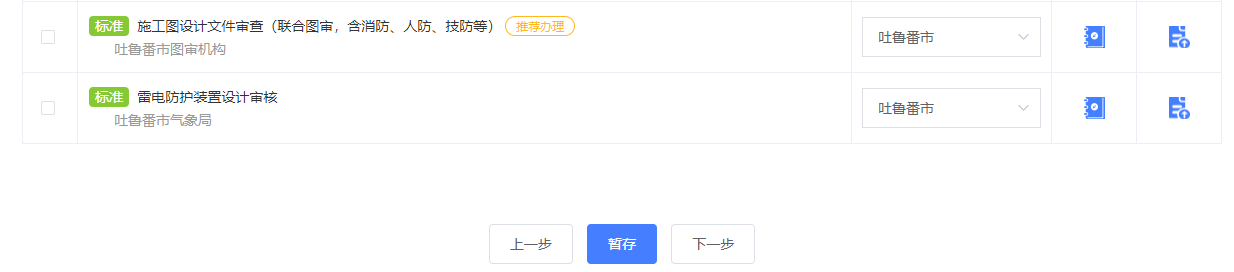 标准 施工图设计文件审查（联合图审，含消防、人防、技防等） 推荐办理
吐鲁番市图审机构
吐鲁番市
标准 雷电防护装置设计审核
吐鲁番市气象局
吐鲁番市
上一步 暂存 下一步